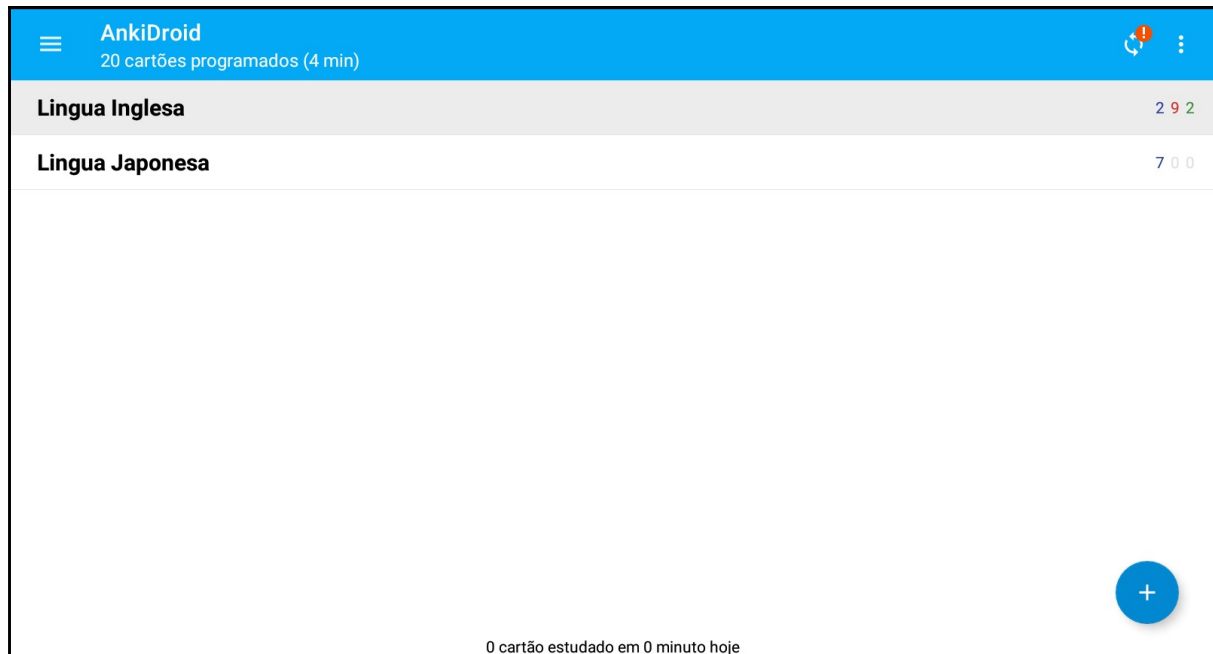 AnkiDroid
20 cartões programados (4 min)
Lingua Inglesa 2 9 2
Lingua Japonesa 7 0 0
0 cartão estudado em 0 minuto hoje